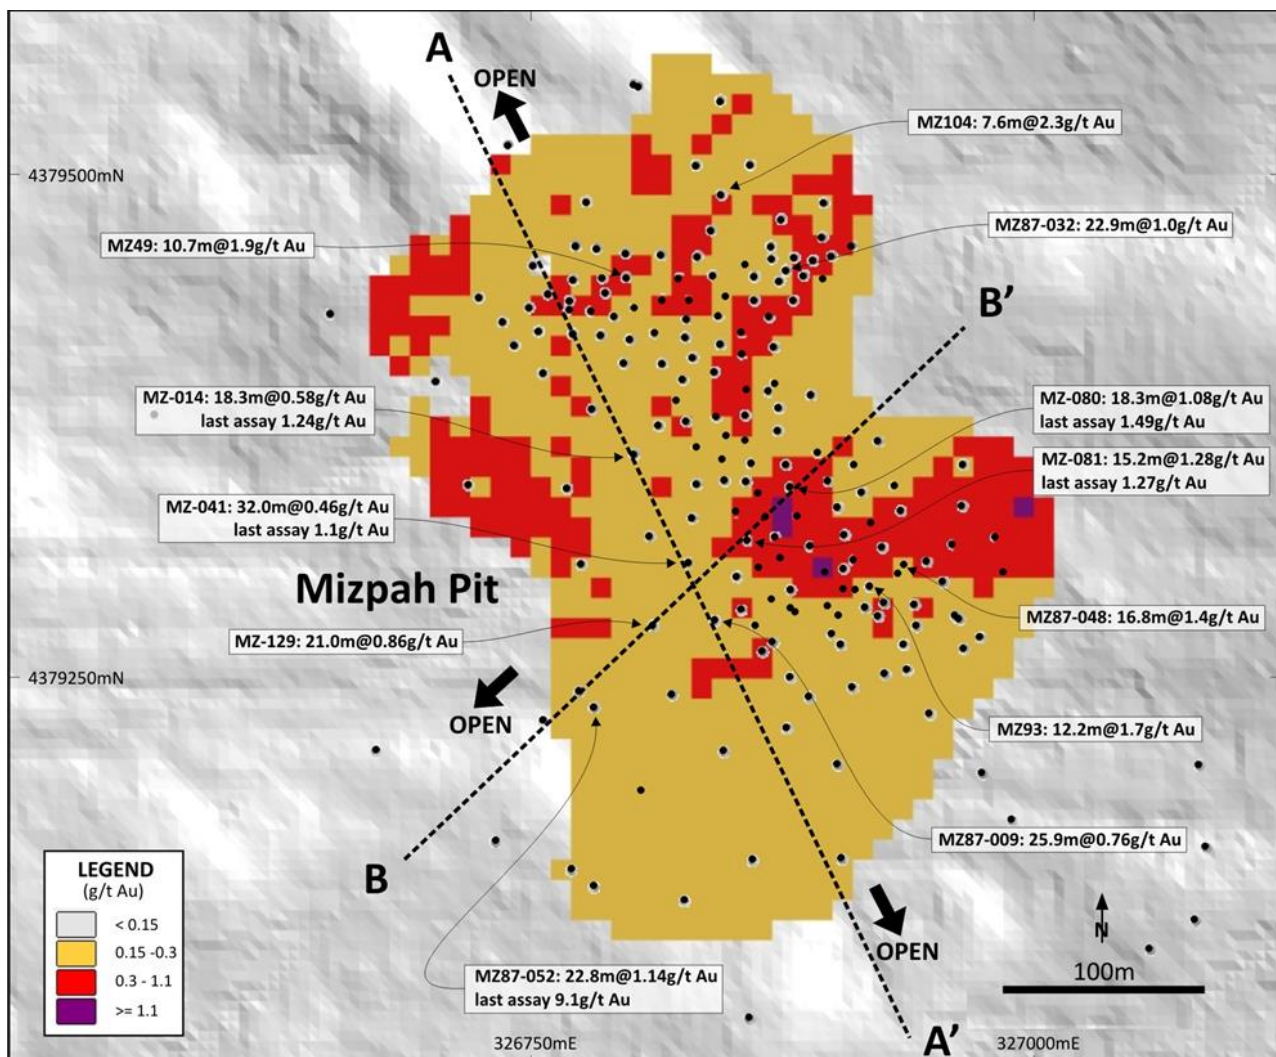 A
OPEN
MZ104: 7.6m@2.3g/t Au
4379500mN
MZ87-032: 22.9m@1.0g/t Au
MZ49: 10.7m@1.9g/t Au
B’
MZ-014: 18.3m@0.58g/t Au
last assay 1.24g/t Au
MZ-080: 18.3m@1.08g/t Au
last assay 1.49g/t Au
MZ-081: 15.2m@1.28g/t Au
last assay 1.27g/t Au
MZ-041: 32.0m@0.46g/t Au
last assay 1.1g/t Au
Mizpah Pit
MZ87-048: 16.8m@1.4g/t Au
MZ-129: 21.0m@0.86g/t Au
4379250mN
OPEN
MZ93: 12.2m@1.7g/t Au
MZ87-009: 25.9m@0.76g/t Au
B
LEGEND
(g/t Au)
< 0.15
0.15 -0.3
0.3 - 1.1
>= 1.1
OPEN
N
100m
MZ87-052: 22.8m@1.14g/t Au
last assay 9.1g/t Au
326750mE
A’
327000mE